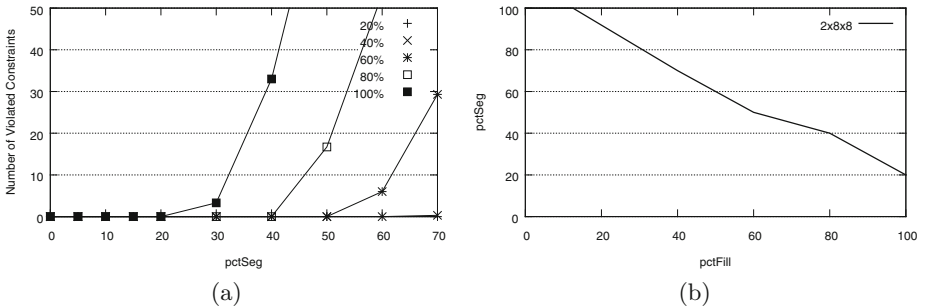 50
40
30
20
10
0
0 10 20 30 40 50 60 70
Number of Violated Constraints
pctSeg
20%
40%
60%
80%
100%
(a)
100
80
60
40
20
0
0 20 40 60 80 100
pctSeg
pctFill
2x8x8
(b)